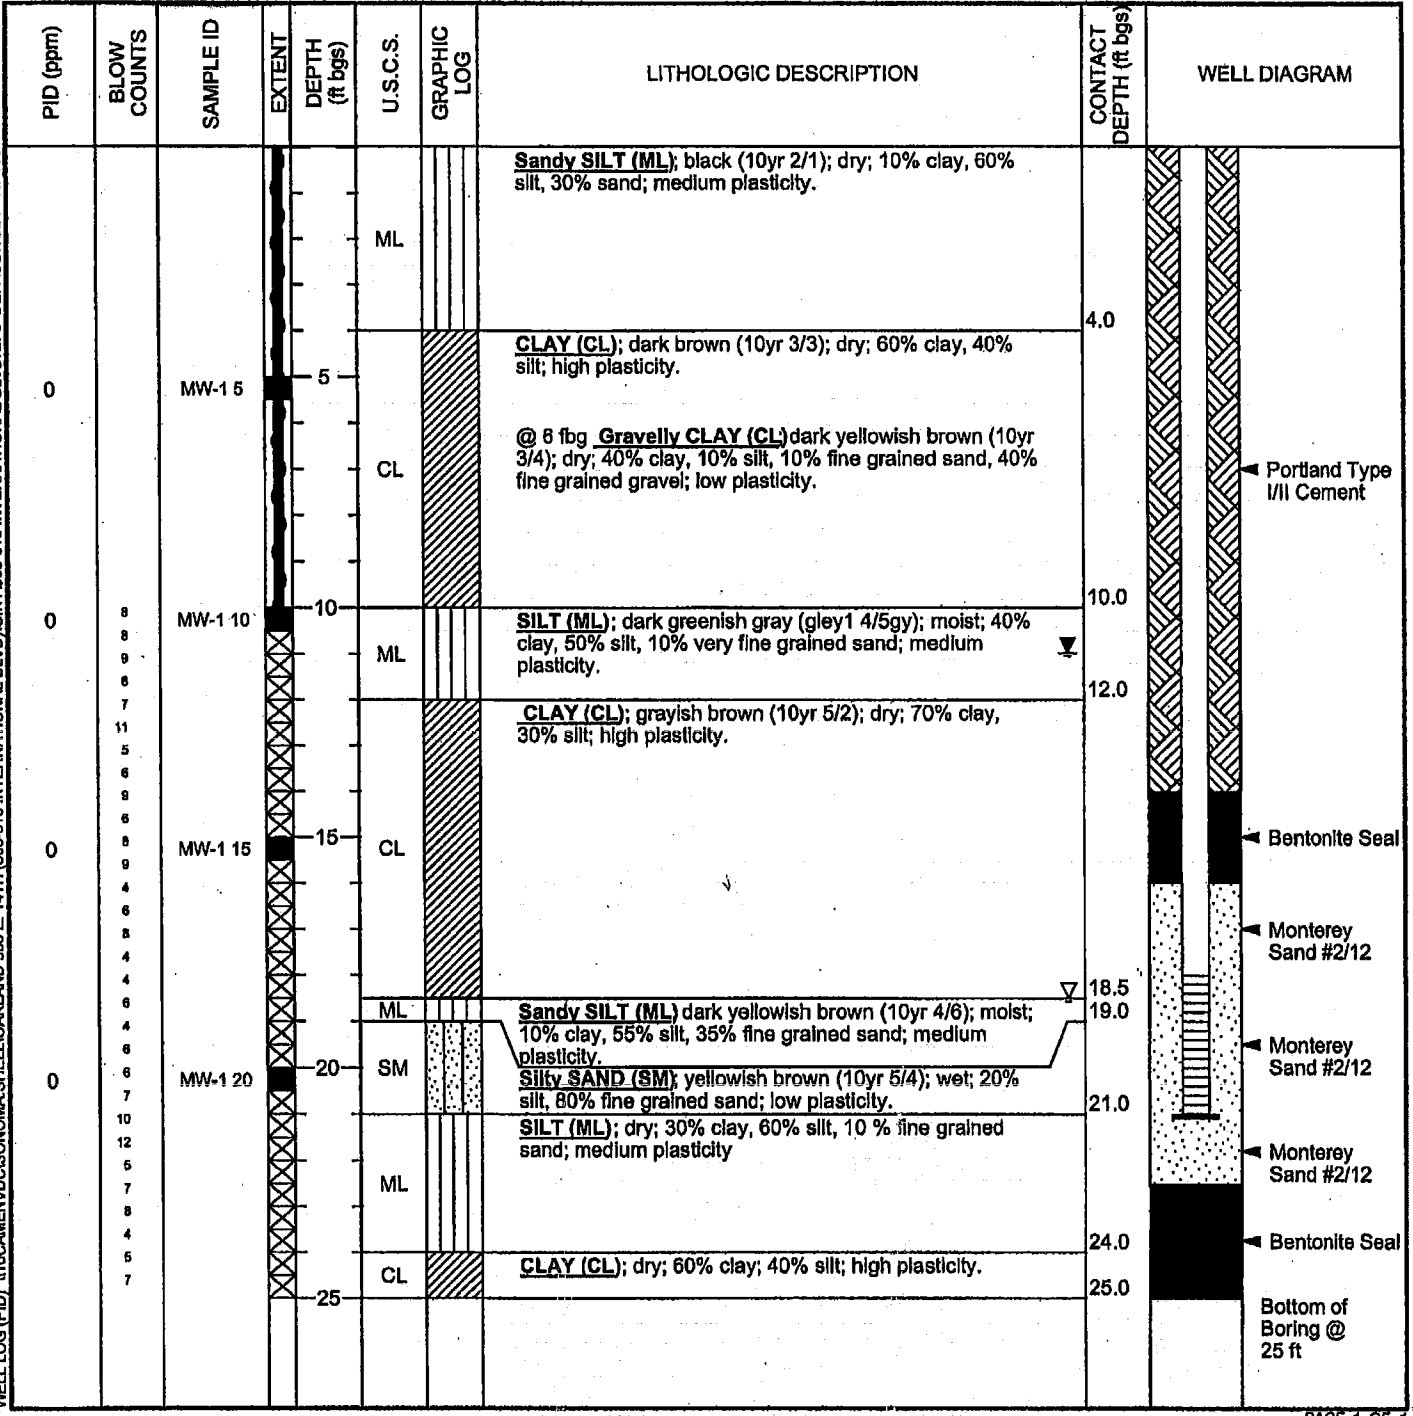 PID (ppm)
BLOW COUNTS
SAMPLE ID
EXTENT
DEPTH (ft bgs)
U.S.C.S.
GRAPHIC LOG
LITHOLOGIC DESCRIPTION
CONTACT DEPTH (ft bgs)
WELL DIAGRAM
Sandy SILT (ML); black (10yr 2/1); dry; 10% clay, 60%
silt, 30% sand; medium plasticity.
ML
4.0
CLAY (CL); dark brown (10yr 3/3); dry; 60% clay, 40%
silt; high plasticity.
0
MW-1 5
5
@ 6 fbg Gravelly CLAY (CL)dark yellowish brown (10yr
3/4); dry; 40% clay, 10% silt, 10% fine grained sand, 40%
fine grained gravel; low plasticity.
CL
Portland Type
I/II Cement
10.0
0
8
MW-1 10
10
SILT (ML); dark greenish gray (gley1 4/5gy); moist; 40%
clay, 50% silt, 10% very fine grained sand; medium
plasticity.
8
9
ML
6
12.0
7
CLAY (CL); grayish brown (10yr 5/2); dry; 70% clay,
30% silt; high plasticity.
11
5
6
9
6
0
8
MW-1 15
15
CL
Bentonite Seal
9
4
6
8
Monterey
Sand #2/12
4
4
18.5
6
ML
19.0
Sandy SILT (ML) dark yellowish brown (10yr 4/6); moist;
10% clay, 55% silt, 35% fine grained sand; medium
plasticity.
4
6
Monterey
Sand #2/12
0
6
MW-1 20
20
SM
Silty SAND (SM); yellowish brown (10yr 5/4); wet; 20%
silt, 80% fine grained sand; low plasticity.
7
21.0
10
SILT (ML); dry; 30% clay, 60% silt, 10 % fine grained
sand; medium plasticity
12
5
Monterey
Sand #2/12
7
ML
8
4
24.0
Bentonite Seal
5
CL
CLAY (CL); dry; 60% clay; 40% silt; high plasticity.
7
25.0
25
Bottom of
Boring @
25 ft
WELL LOG (PID)